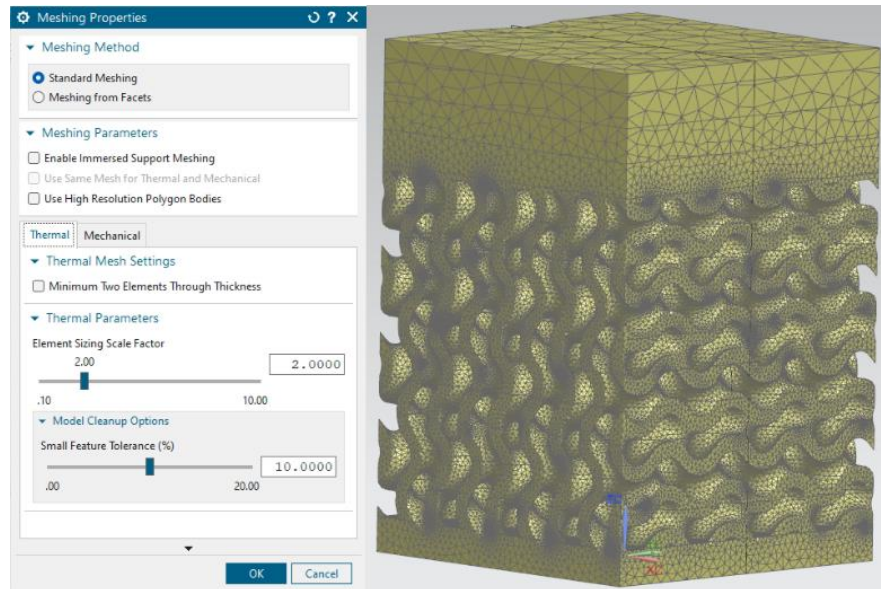 Meshing Properties
Meshing Method
Standard Meshing
Meshing from Facets
Meshing Parameters
Enable Immersed Support Meshing
Use Same Mesh for Thermal and Mechanical
Use High Resolution Polygon Bodies
Thermal Mechanical
Thermal Mesh Settings
Minimum Two Elements Through Thickness
Thermal Parameters
Element Sizing Scale Factor
2.00 2.0000
.10 10.00
Model Cleanup Options
Small Feature Tolerance (%)
10.0000
.00 20.00
OK Cancel